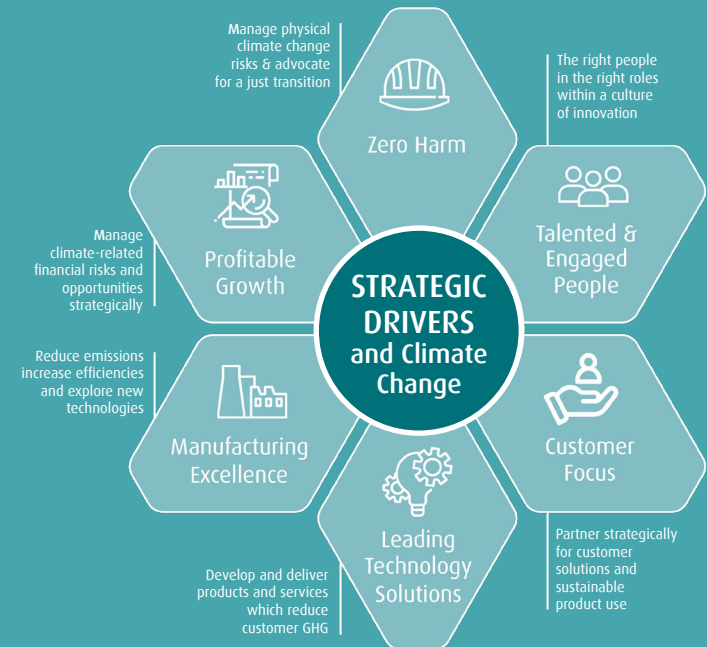 Manage physical
climate change
risks & advocate
for a just transition
Zero Harm
The right people
in the right roles
within a culture
of innovation
Talented &
Engaged
People
Profitable
Growth
Manage
climate-related
financial risks and
opportunities
strategically
STRATEGIC
DRIVERS
and Climate
Change
Reduce emissions
increase efficiencies
and explore new
technologies
Manufacturing
Excellence
Customer
Focus
Partner strategically
for customer
solutions and
sustainable
product use
Leading
Technology
Solutions
Develop and deliver
products and services
which reduce
customer GHG